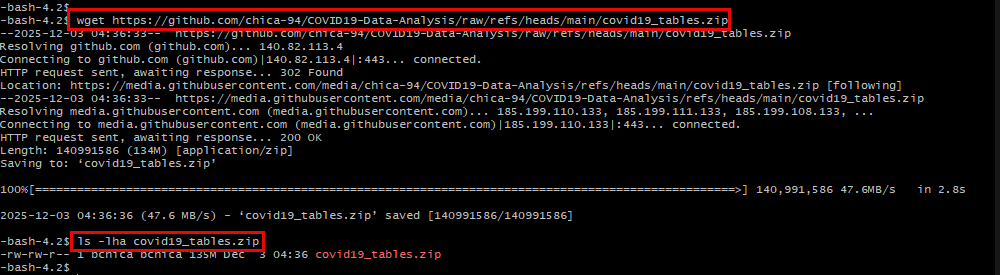 -bash-4.2$
-bash-4.2$ wget https://github.com/chica-94/COVID19-Data-Analysis/raw/refs/heads/main/covid19_tables.zip
--2025-12-03 04:36:33--  https://github.com/chica-94/COVID19-Data-Analysis/raw/refs/heads/main/covid19_tables.zip
Resolving github.com (github.com)... 140.82.113.4
Connecting to github.com (github.com)|140.82.113.4|:443... connected.
HTTP request sent, awaiting response... 302 Found
Location: https://media.githubusercontent.com/media/chica-94/COVID19-Data-Analysis/refs/heads/main/covid19_tables.zip [following]
--2025-12-03 04:36:33--  https://media.githubusercontent.com/media/chica-94/COVID19-Data-Analysis/refs/heads/main/covid19_tables.zip
Resolving media.githubusercontent.com (media.githubusercontent.com)... 185.199.110.133, 185.199.111.133, 185.199.108.133, ...
Connecting to media.githubusercontent.com (media.githubusercontent.com)|185.199.110.133|:443... connected.
HTTP request sent, awaiting response... 200 OK
Length: 140991586 (134M) [application/zip]
Saving to: ‘covid19_tables.zip’
100%[====================================================================================================>] 140,991,586 47.6MB/s   in 2.8s
2025-12-03 04:36:36 (47.6 MB/s) - ‘covid19_tables.zip’ saved [140991586/140991586]
-bash-4.2$ ls -lha covid19_tables.zip
-rw-rw-r-- 1 bchica bchica 135M Dec  3 04:36 covid19_tables.zip
-bash-4.2$